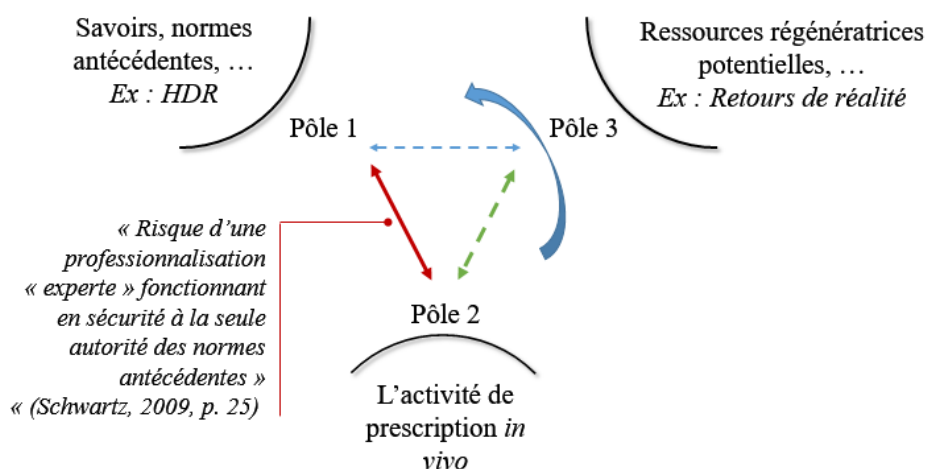 Savoirs, normes
antécédentes, …
Ex : HDR
Ressources régénératrices
potentielles, …
Ex : Retours de réalité
Pôle 1
Pôle 3
« Risque d’une
professionnalisation
« experte » fonctionnant
en sécurité à la seule
autorité des normes
antécédentes »
« (Schwartz, 2009, p. 25)
Pôle 2
L’activité de
prescription in
vivo